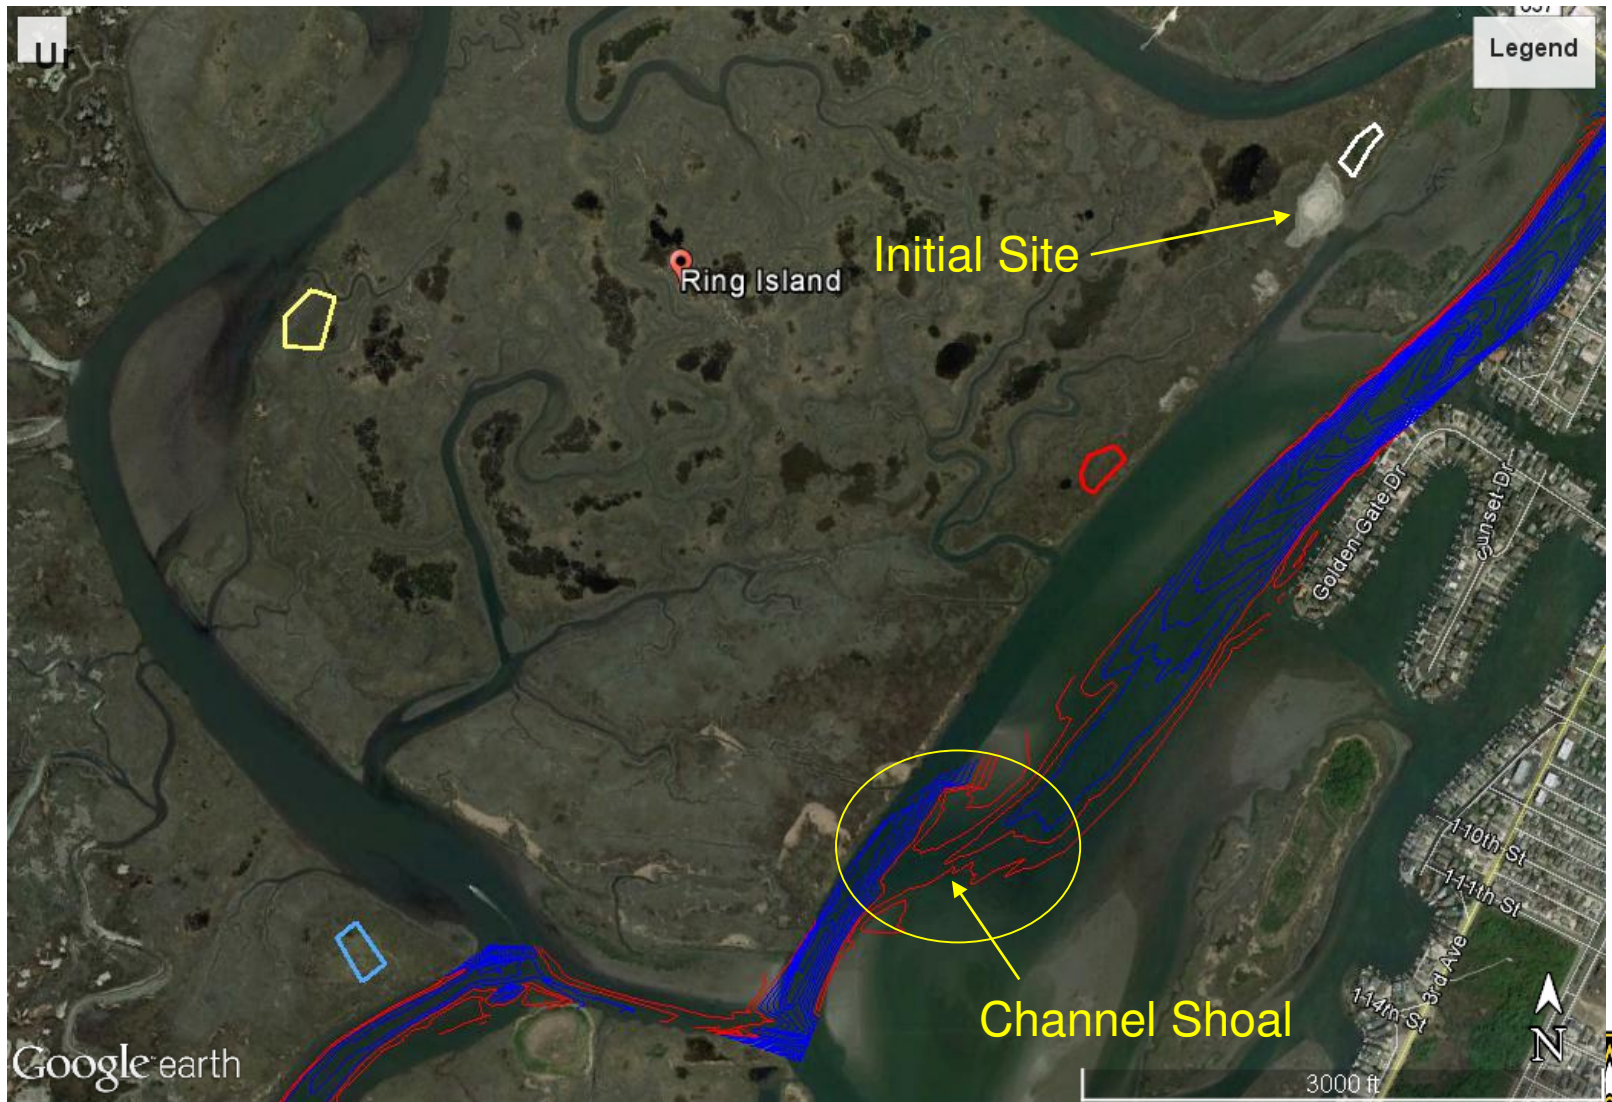 Ur
Legend
Initial Site
Ring Island
Golden Gate Dr
Sunset Dr
110th St
111th St
3rd Ave
114th St
Channel Shoal
N
Google earth
3000 ft